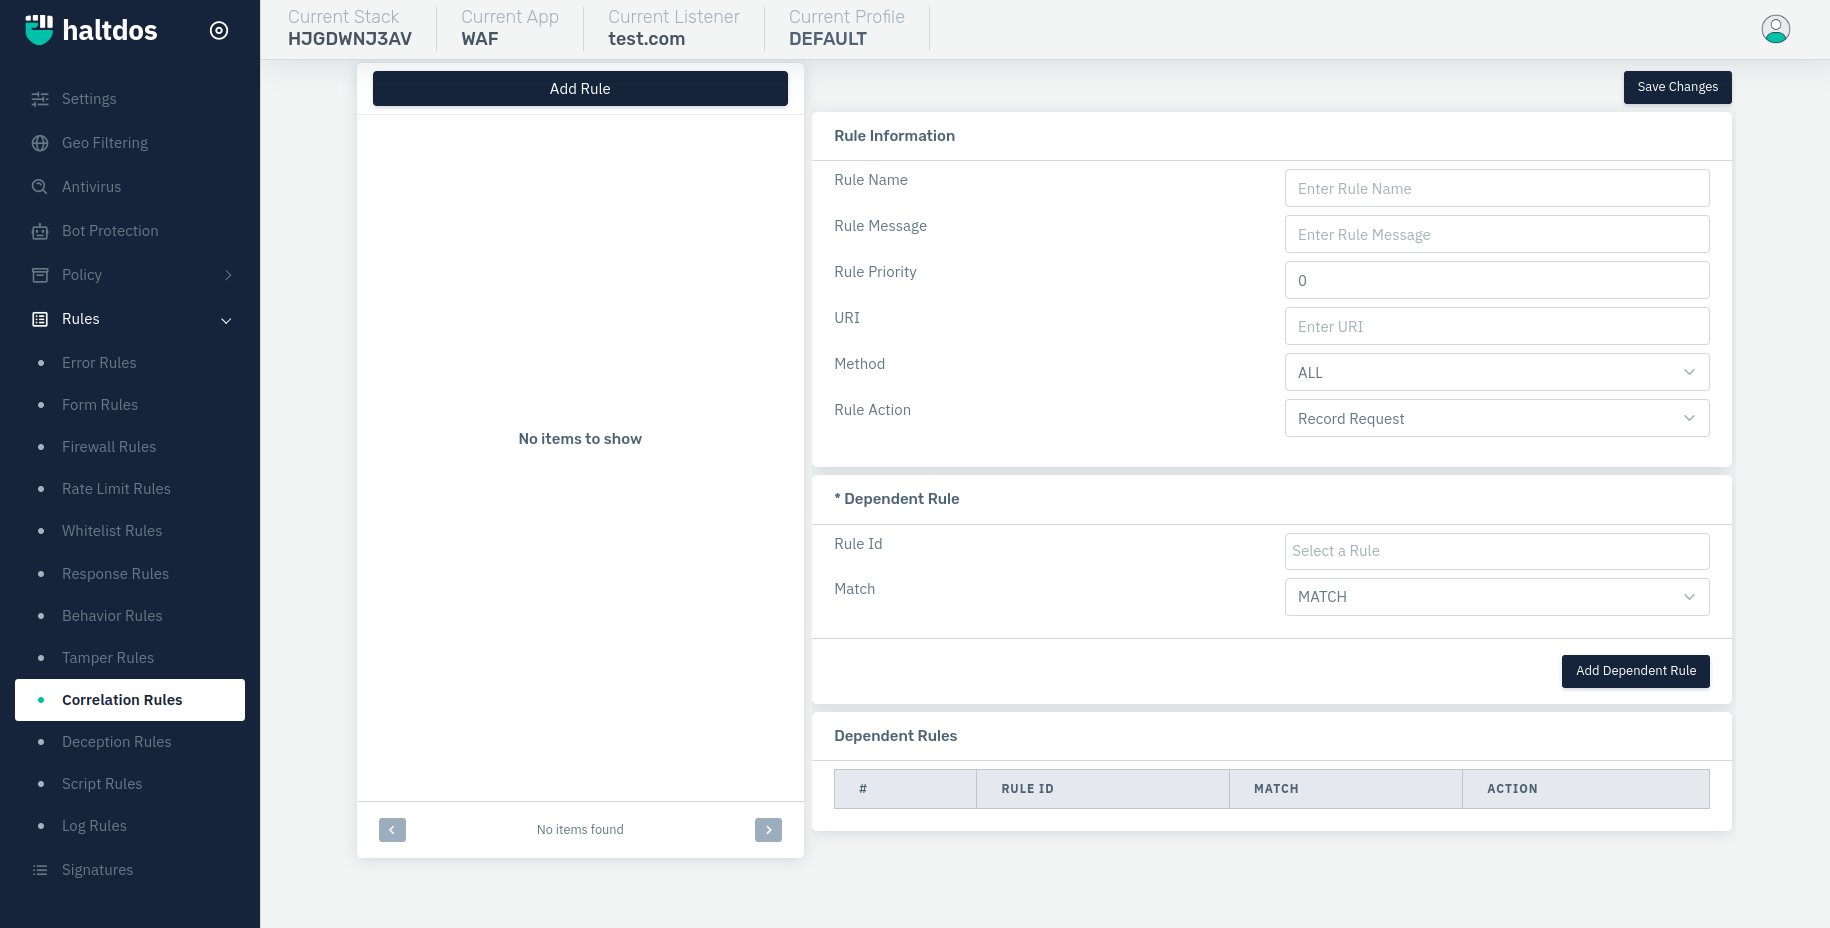 haltdos
Current Stack
HJGDWNJ3AV
Current App
WAF
Current Listener
test.com
Current Profile
DEFAULT
Settings
Geo Filtering
Antivirus
Bot Protection
Policy
Rules
Error Rules
Form Rules
Firewall Rules
Rate Limit Rules
Whitelist Rules
Response Rules
Behavior Rules
Tamper Rules
Correlation Rules
Deception Rules
Script Rules
Log Rules
Signatures
Add Rule
No items to show
No items found
Save Changes
Rule Information
Rule Name
Enter Rule Name
Rule Message
Enter Rule Message
Rule Priority
0
URI
Enter URI
Method
ALL
Rule Action
Record Request
* Dependent Rule
Rule Id
Select a Rule
Match
MATCH
Add Dependent Rule
Dependent Rules
# RULE ID MATCH ACTION